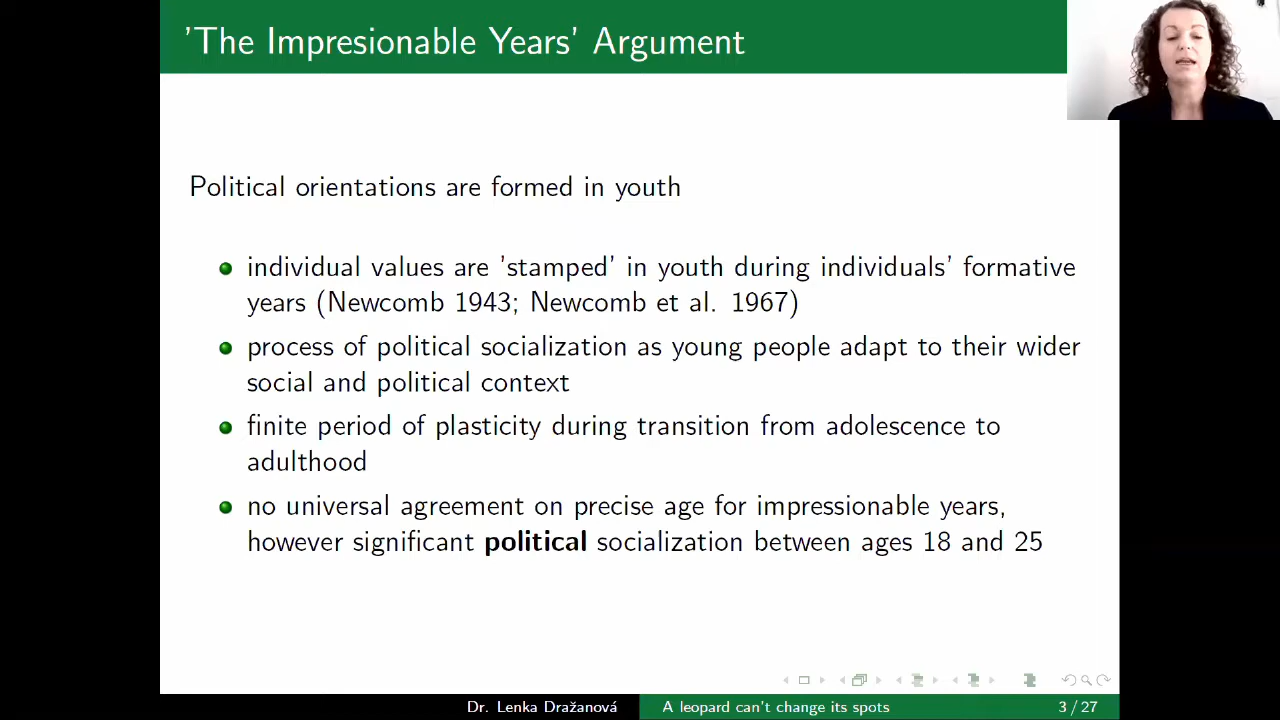 'The Impresionable Years' Argument
Political orientations are formed in youth
individual values are 'stamped' in youth during individuals' formative
years (Newcomb 1943; Newcomb et al. 1967)
process of political socialization as young people adapt to their wider
social and political context
finite period of plasticity during transition from adolescence to
adulthood
no universal agreement on precise age for impressionable years,
however significant political socialization between ages 18 and 25
Dr. Lenka Dražanová
A leopard can't change its spots
3 / 27